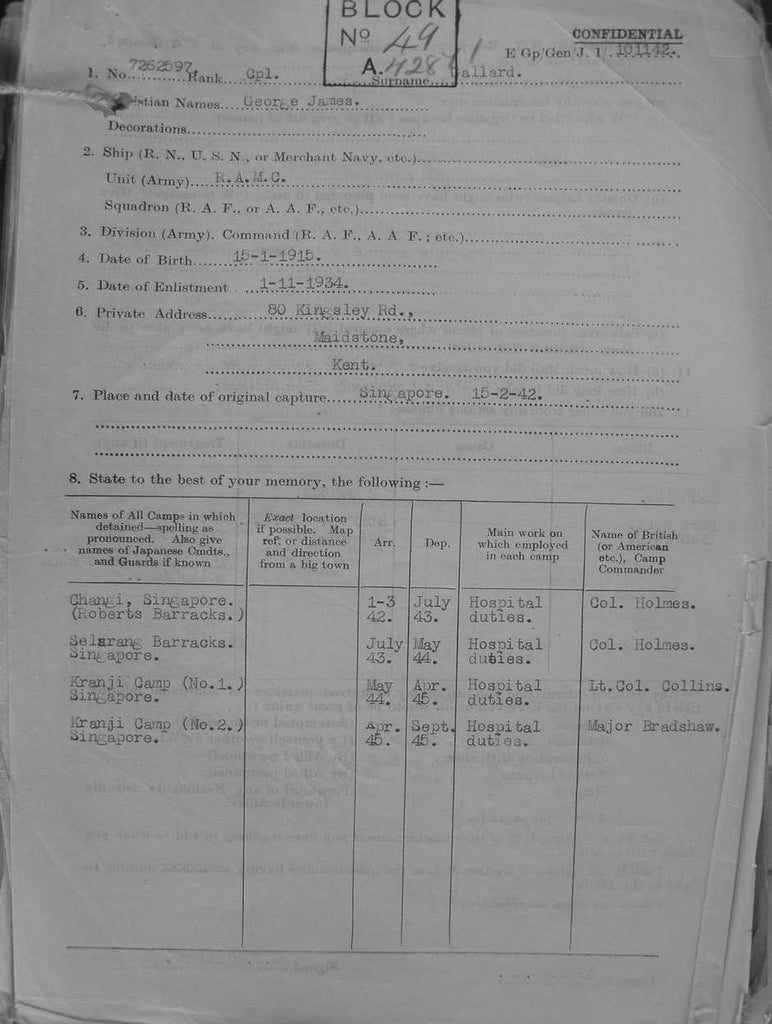 BLOCK
Nº 49
A. 4284
CONFIDENTIAL
E Gp/Gen J. 1/. 101142.
1. No. 7262597. Rank Cpl. Surname allard.
stian Names George James.
Decorations
2. Ship (R. N., U. S. N., or Merchant Navy, etc.)
Unit (Army) R.A.M.C.
Squadron (R. A. F., or A. A. F., etc.)
3. Division (Army). Command (R. A. F., A. A. F. ; etc.)
4. Date of Birth 15-1-1915.
5. Date of Enlistment 1-11-1934.
6. Private Address 80 Kingsley Rd.,
Maidstone,
Kent.
7. Place and date of original capture Singapore. 15-2-42.
8. State to the best of your memory, the following :—
Names of All Camps in which detained—spelling as pronounced. Also give names of Japanese Cmdts., and Guards if known
Exact location if possible. Map ref: or distance and direction from a big town
Arr.
Dep.
Main work on which employed in each camp
Name of British (or American etc.), Camp Commander
Changi, Singapore. 1-3 July Hospital Col. Holmes.
(Roberts Barracks.) 42. 43. duties.
Selarang Barracks. July May Hospital Col. Holmes.
Singapore. 43. 44. duties.
Kranji Camp (No.1.) May Apr. Hospital Lt.Col. Collins.
Singapore. 44. 45. duties.
Kranji Camp (No.2.) Apr. Sept. Hospital Major Bradshaw.
Singapore. 45. 45. duties.